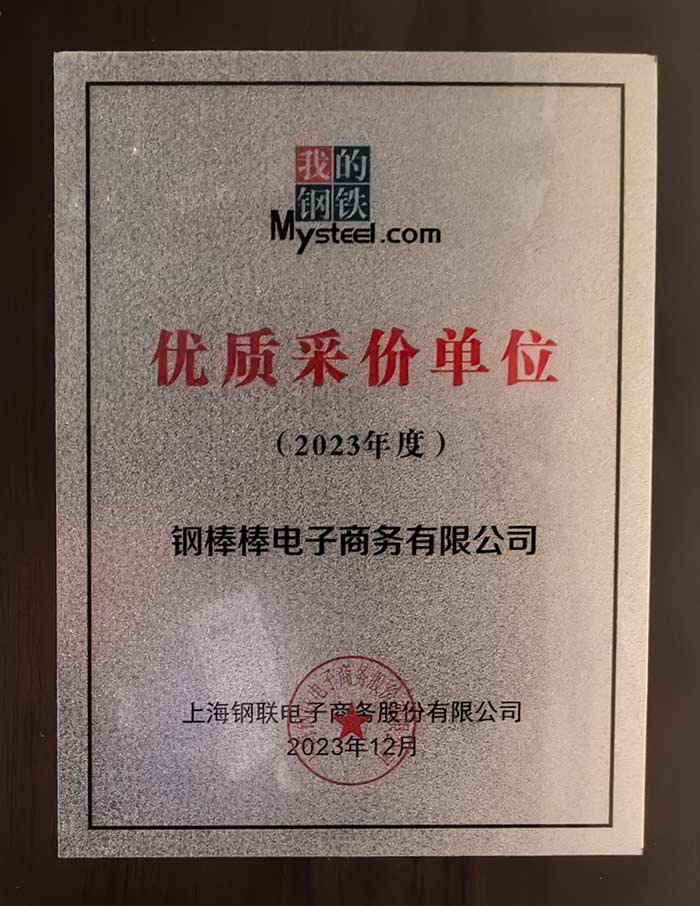 我的
钢铁
Mysteel.com
优质采价单位
（2023年度）
钢棒棒电子商务有限公司
上海钢联电子商务股份有限公司
2023年12月